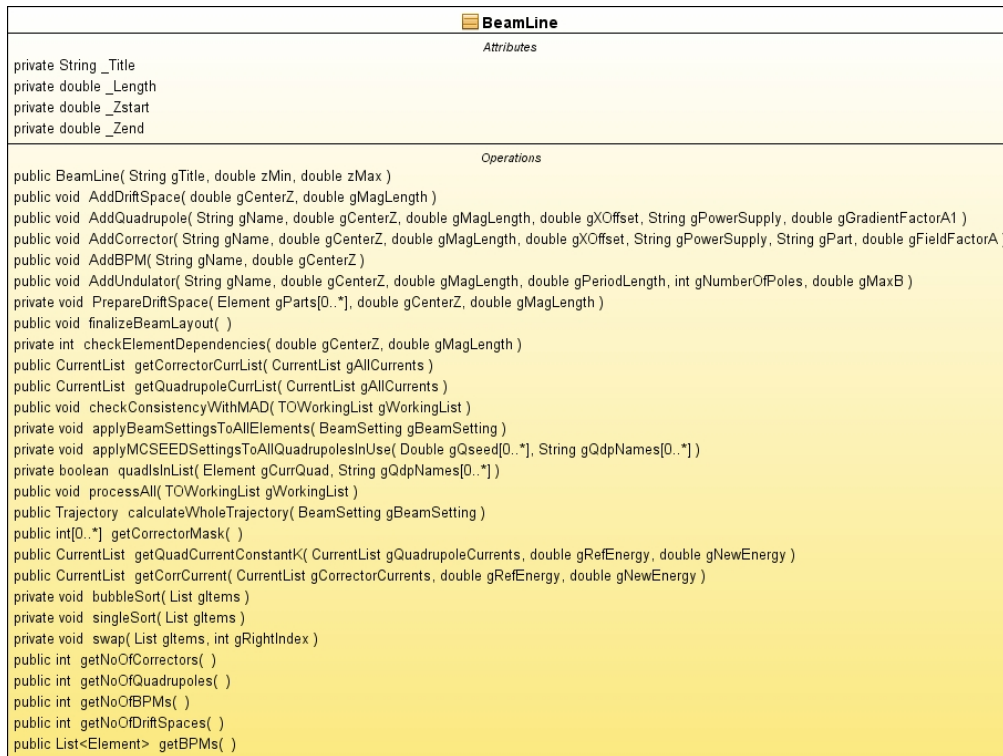 BeamLine
Attributes
private String _Title
private double _Length
private double _Zstart
private double _Zend
Operations
public BeamLine( String gTitle, double zMin, double zMax )
public void AddDriftSpace( double gCenterZ, double gMagLength )
public void AddQuadrupole( String gName, double gCenterZ, double gMagLength, double gXOffset, String gPowerSupply, double gGradientFactorA1 )
public void AddCorrector( String gName, double gCenterZ, double gMagLength, double gXOffset, String gPowerSupply, String gPart, double gFieldFactorA )
public void AddBPM( String gName, double gCenterZ )
public void AddUndulator( String gName, double gCenterZ, double gMagLength, double gPeriodLength, int gNumberOfPoles, double gMaxB )
private void PrepareDriftSpace( Element gParts[0..*], double gCenterZ, double gMagLength )
public void finalizeBeamLayout( )
private int checkElementDependencies( double gCenterZ, double gMagLength )
public CurrentList getCorrectorCurrList( CurrentList gAllCurrents )
public CurrentList getQuadrupoleCurrList( CurrentList gAllCurrents )
public void checkConsistencyWithMAD( TOWorkingList gWorkingList )
private void applyBeamSettingsToAllElements( BeamSetting gBeamSetting )
private void applyMCSEEDSettingsToAllQuadrupolesInUse( Double gQseed[0..*], String gQdpNames[0..*] )
private boolean quadIsInList( Element gCurrQuad, String gQdpNames[0..*] )
public void processAll( TOWorkingList gWorkingList )
public Trajectory calculateWholeTrajectory( BeamSetting gBeamSetting )
public int[0..*] getCorrectorMask( )
public CurrentList getQuadCurrentConstantK( CurrentList gQuadrupoleCurrents, double gRefEnergy, double gNewEnergy )
public CurrentList getCorrCurrent( CurrentList gCorrectorCurrents, double gRefEnergy, double gNewEnergy )
private void bubbleSort( List gItems )
private void singleSort( List gItems )
private void swap( List gItems, int gRightIndex )
public int getNoOfCorrectors( )
public int getNoOfQuadrupoles( )
public int getNoOfBPMs( )
public int getNoOfDriftSpaces( )
public List<Element> getBPMs( )